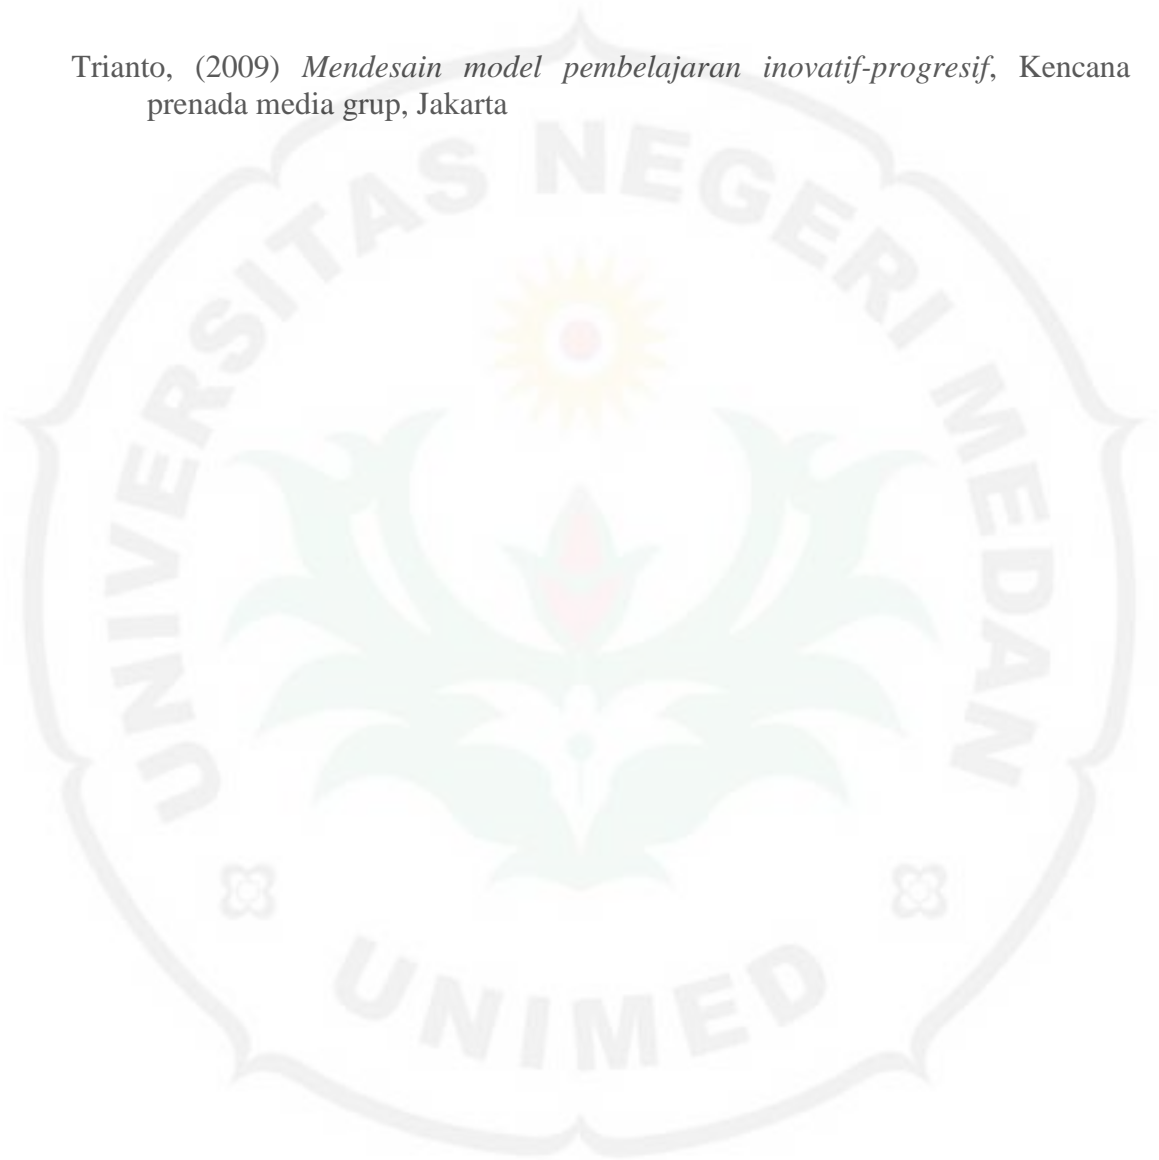 Trianto, (2009) Mendesain model pembelajaran inovatif-progresif, Kencana
prenada media grup, Jakarta
UNIVERSITAS NEGERI MEDAN
UNIMED